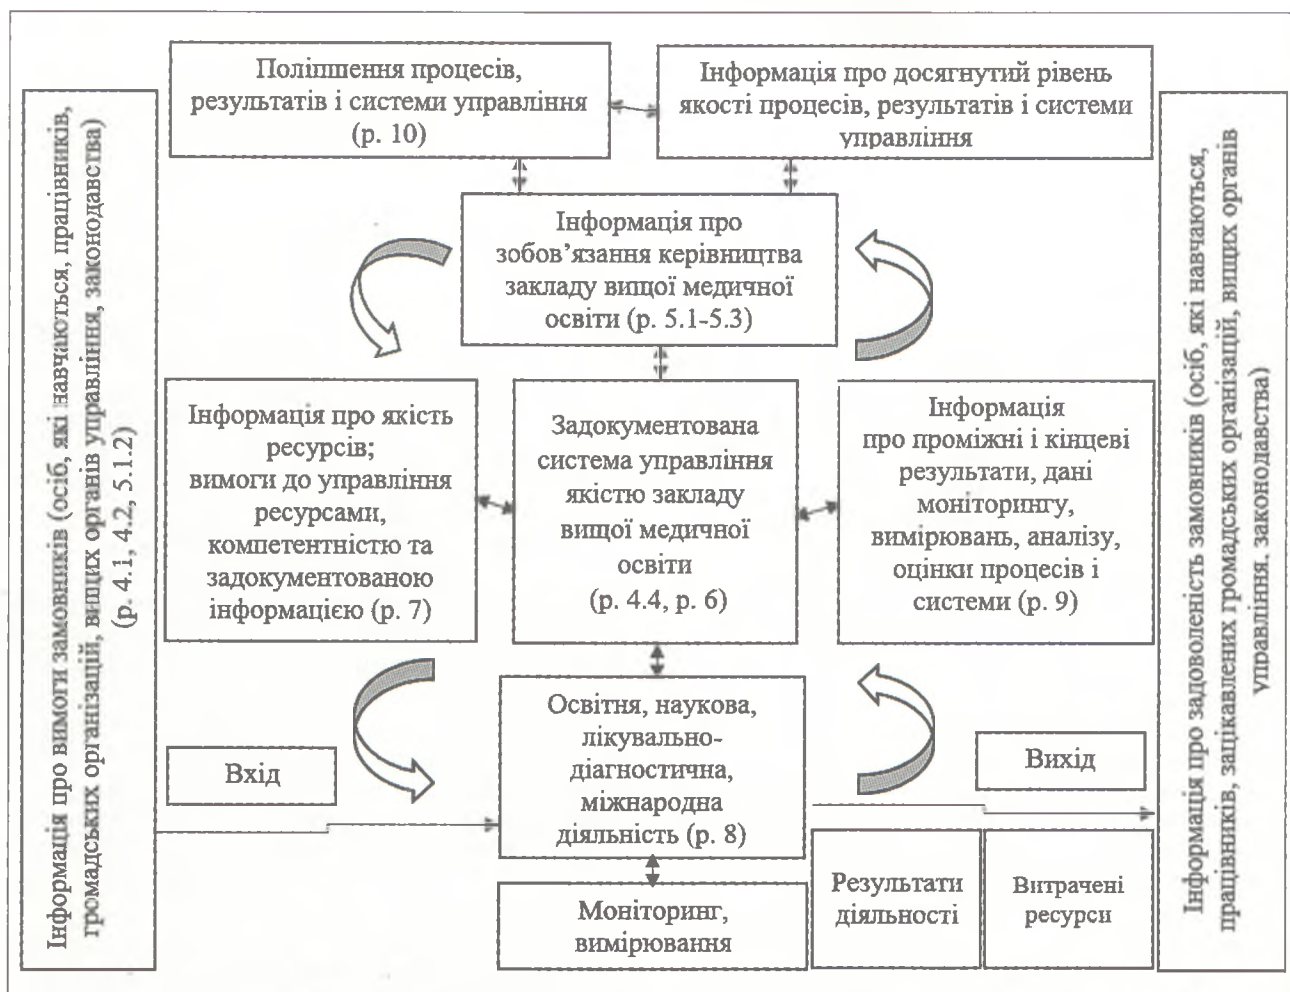 Інформація про вимоги замовників (осіб, які навчаються, працівників,
громадських організацій, вищих органів управління, законодавства)
(р. 4.1, 4.2, 5.1.2)
Поліпшення процесів,
результатів і системи управління
(р. 10)
Інформація про досягнутий рівень
якості процесів, результатів і системи
управління
Інформація про
зобов’язання керівництва
закладу вищої медичної
освіти (р. 5.1-5.3)
Інформація про якість
ресурсів;
вимоги до управління
ресурсами,
компетентністю та
задокументованою
інформацією (р. 7)
Задокументована
система управління
якістю закладу
вищої медичної
освіти
(р. 4.4, р. 6)
Інформація
про проміжні і кінцеві
результати, дані
моніторингу,
вимірювань, аналізу,
оцінки процесів і
системи (р. 9)
Вхід
Освітня, наукова,
лікувально-
діагностична,
міжнародна
діяльність (р. 8)
Вихід
Моніторинг,
вимірювання
Результати
діяльності
Витрачені
ресурси
Інформація про задоволеність замовників (осіб, які навчаються,
працівників, зацікавлених громадських організацій, вищих органів
управління, законодавства)